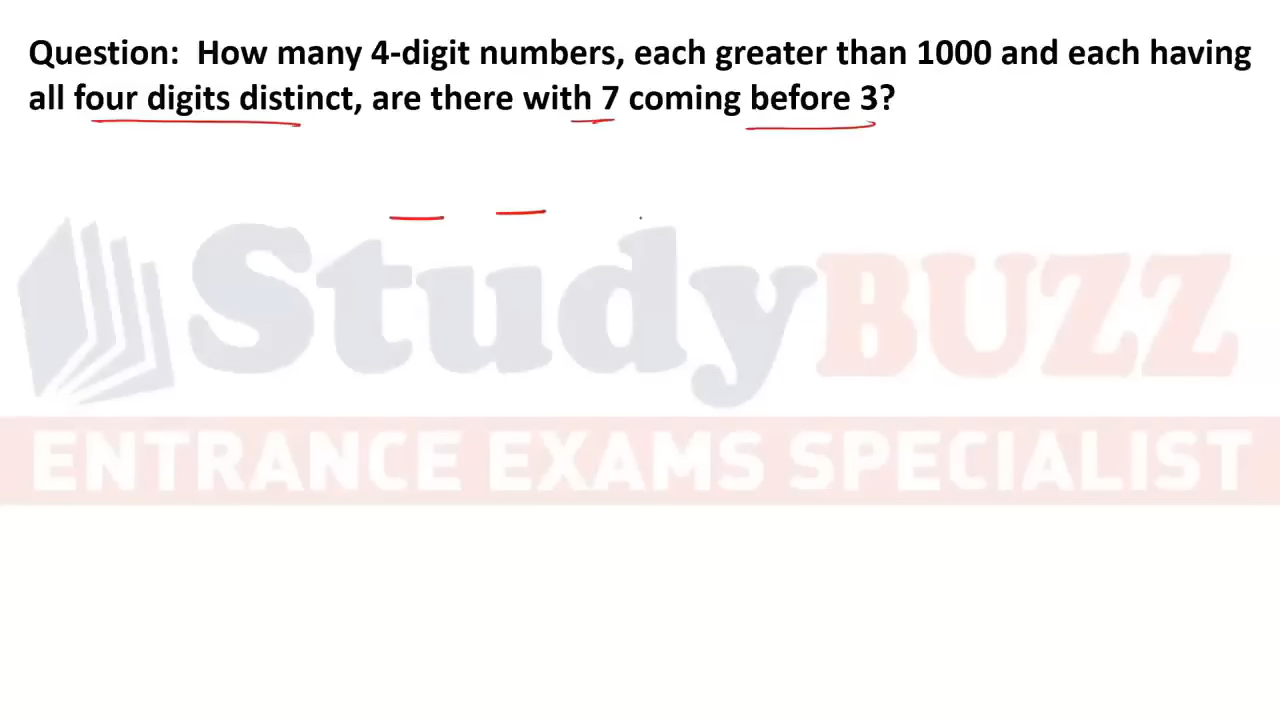 Question:  How many 4-digit numbers, each greater than 1000 and each having
all four digits distinct, are there with 7 coming before 3?
StudyBUZZ
ENTRANCE EXAMS SPECIALIST